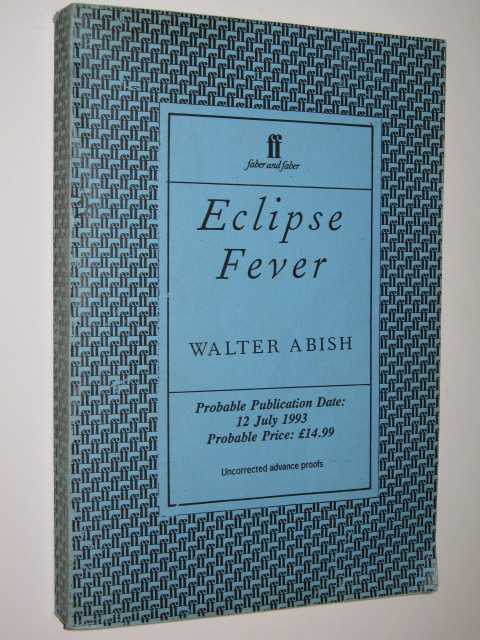 ff
faber and faber
Eclipse
Fever
WALTER ABISH
Probable Publication Date:
12 July 1993
Probable Price: £14.99
Uncorrected advance proofs